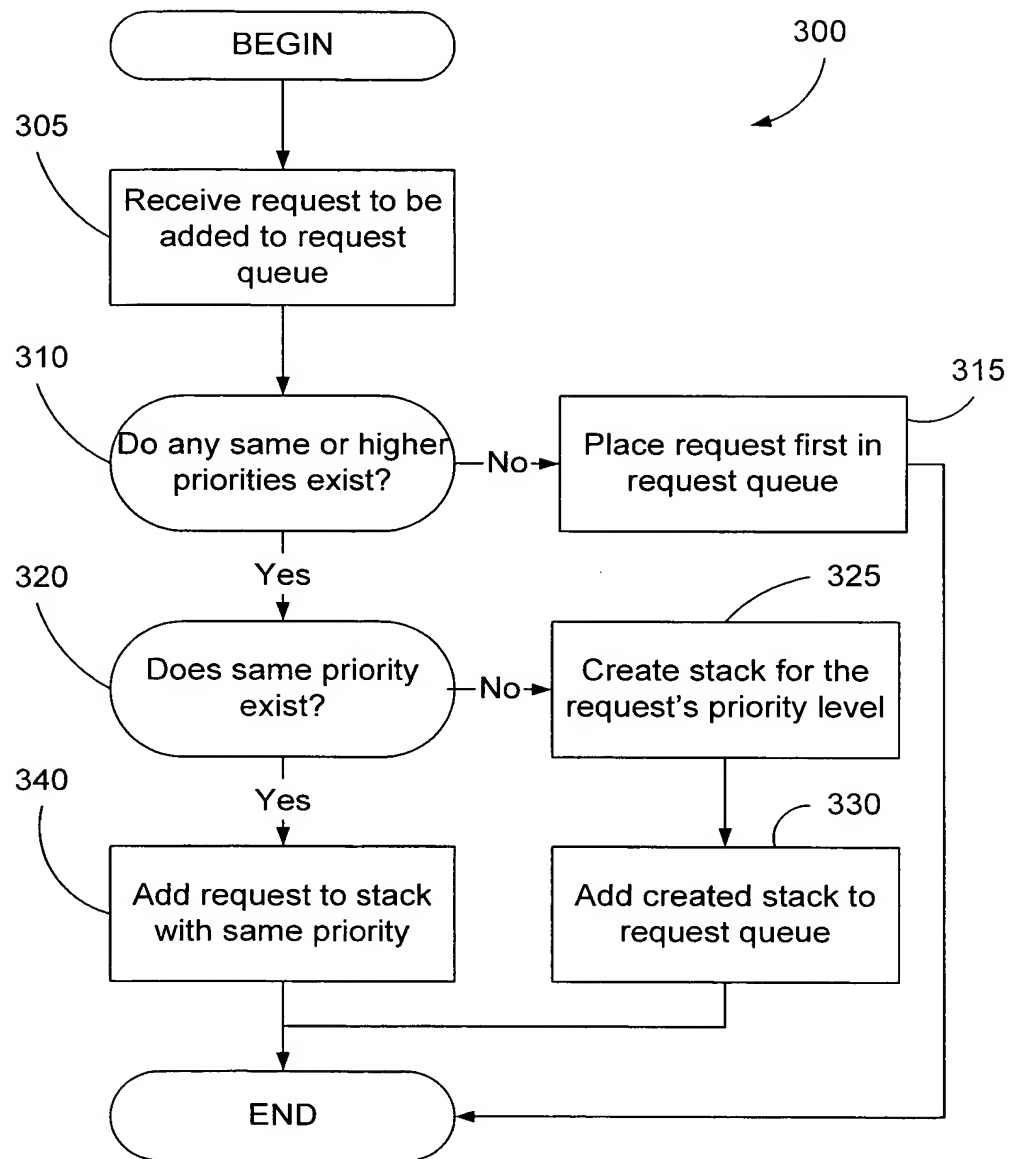 BEGIN
300
305
Receive request to be
added to request
queue
310
Do any same or higher
priorities exist?
No
315
Place request first in
request queue
Yes
320
Does same priority
exist?
No
325
Create stack for the
request's priority level
Yes
340
Add request to stack
with same priority
330
Add created stack to
request queue
END